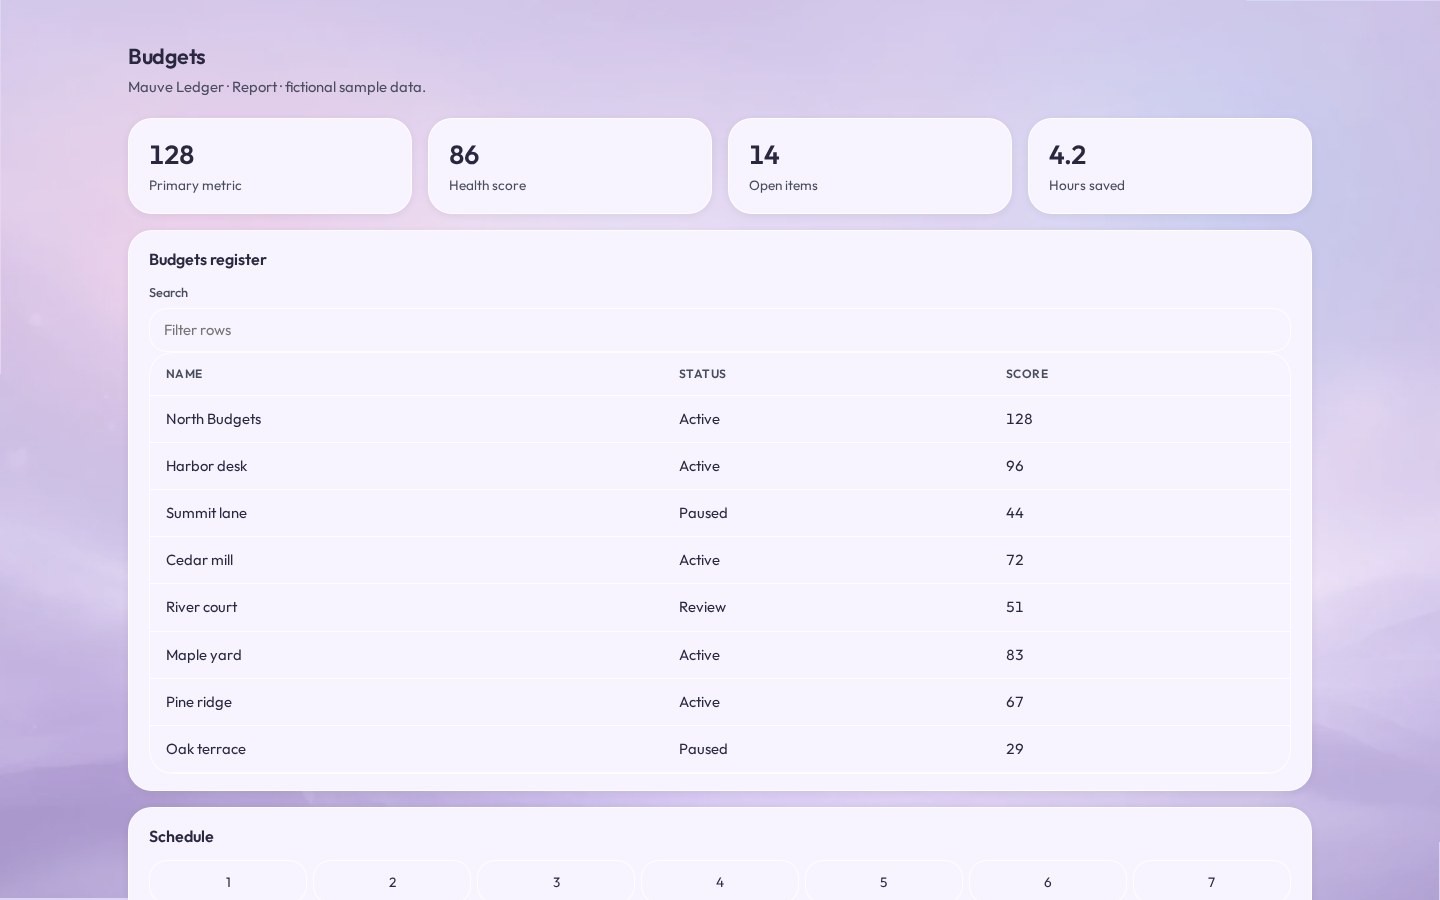 Budgets
Mauve Ledger · Report · fictional sample data.
128
Primary metric
86
Health score
14
Open items
4.2
Hours saved
Budgets register
Search
Filter rows
NAME STATUS SCORE
North Budgets Active 128
Harbor desk Active 96
Summit lane Paused 44
Cedar mill Active 72
River court Review 51
Maple yard Active 83
Pine ridge Active 67
Oak terrace Paused 29
Schedule
1 2 3 4 5 6 7